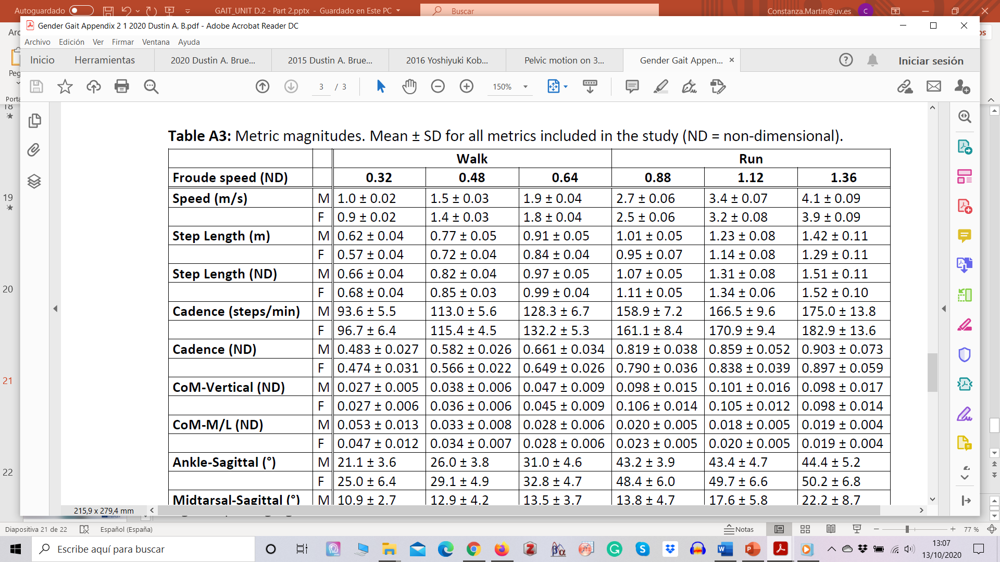 Autoguardado
GAIT_UNIT D.2 - Part 2.pptx - Guardado en Este PC
Buscar
Constanza.Martin@uv.es
C
Gender Gait Appendix 2 1 2020 Dustin A. B.pdf - Adobe Acrobat Reader DC
Archivo Edición Ver Firmar Ventana Ayuda
Inicio Herramientas 2020 Dustin A. Brue... 2015 Dustin A. Brue... 2016 Yoshiyuki Kob... Pelvic motion on 3... Gender Gait Appen... × Iniciar sesión
3 / 3 150%
Peg
Porta
18
19
20
21
22
Table A3: Metric magnitudes. Mean ± SD for all metrics included in the study (ND = non-dimensional).
Walk Run
Froude speed (ND) 0.32 0.48 0.64 0.88 1.12 1.36
Speed (m/s) M 1.0 ± 0.02 1.5 ± 0.03 1.9 ± 0.04 2.7 ± 0.06 3.4 ± 0.07 4.1 ± 0.09
F 0.9 ± 0.02 1.4 ± 0.03 1.8 ± 0.04 2.5 ± 0.06 3.2 ± 0.08 3.9 ± 0.09
Step Length (m) M 0.62 ± 0.04 0.77 ± 0.05 0.91 ± 0.05 1.01 ± 0.05 1.23 ± 0.08 1.42 ± 0.11
F 0.57 ± 0.04 0.72 ± 0.04 0.84 ± 0.04 0.95 ± 0.07 1.14 ± 0.08 1.29 ± 0.11
Step Length (ND) M 0.66 ± 0.04 0.82 ± 0.04 0.97 ± 0.05 1.07 ± 0.05 1.31 ± 0.08 1.51 ± 0.11
F 0.68 ± 0.04 0.85 ± 0.03 0.99 ± 0.04 1.11 ± 0.05 1.34 ± 0.06 1.52 ± 0.10
Cadence (steps/min) M 93.6 ± 5.5 113.0 ± 5.6 128.3 ± 6.7 158.9 ± 7.2 166.5 ± 9.6 175.0 ± 13.8
F 96.7 ± 6.4 115.4 ± 4.5 132.2 ± 5.3 161.1 ± 8.4 170.9 ± 9.4 182.9 ± 13.6
Cadence (ND) M 0.483 ± 0.027 0.582 ± 0.026 0.661 ± 0.034 0.819 ± 0.038 0.859 ± 0.052 0.903 ± 0.073
F 0.474 ± 0.031 0.566 ± 0.022 0.649 ± 0.026 0.790 ± 0.036 0.838 ± 0.039 0.897 ± 0.059
CoM-Vertical (ND) M 0.027 ± 0.005 0.038 ± 0.006 0.047 ± 0.009 0.098 ± 0.015 0.101 ± 0.016 0.098 ± 0.017
F 0.027 ± 0.006 0.036 ± 0.006 0.045 ± 0.009 0.106 ± 0.014 0.105 ± 0.012 0.098 ± 0.014
CoM-M/L (ND) M 0.053 ± 0.013 0.033 ± 0.008 0.028 ± 0.006 0.020 ± 0.005 0.018 ± 0.005 0.019 ± 0.004
F 0.047 ± 0.012 0.034 ± 0.007 0.028 ± 0.006 0.023 ± 0.005 0.020 ± 0.005 0.019 ± 0.004
Ankle-Sagittal (°) M 21.1 ± 3.6 26.0 ± 3.8 31.0 ± 4.6 43.2 ± 3.9 43.4 ± 4.7 44.4 ± 5.2
F 25.0 ± 6.4 29.1 ± 4.9 32.8 ± 4.7 48.4 ± 6.0 49.7 ± 6.6 50.2 ± 6.8
Midtarsal-Sagittal (°) M 10.9 ± 2.7 12.9 ± 4.2 13.5 ± 3.7 13.8 ± 4.7 17.6 ± 5.8 22.2 ± 8.7
215,9 x 279,4 mm
Diapositiva 21 de 22 Español (España) Notas 77 %
Escribe aquí para buscar
13:07
13/10/2020